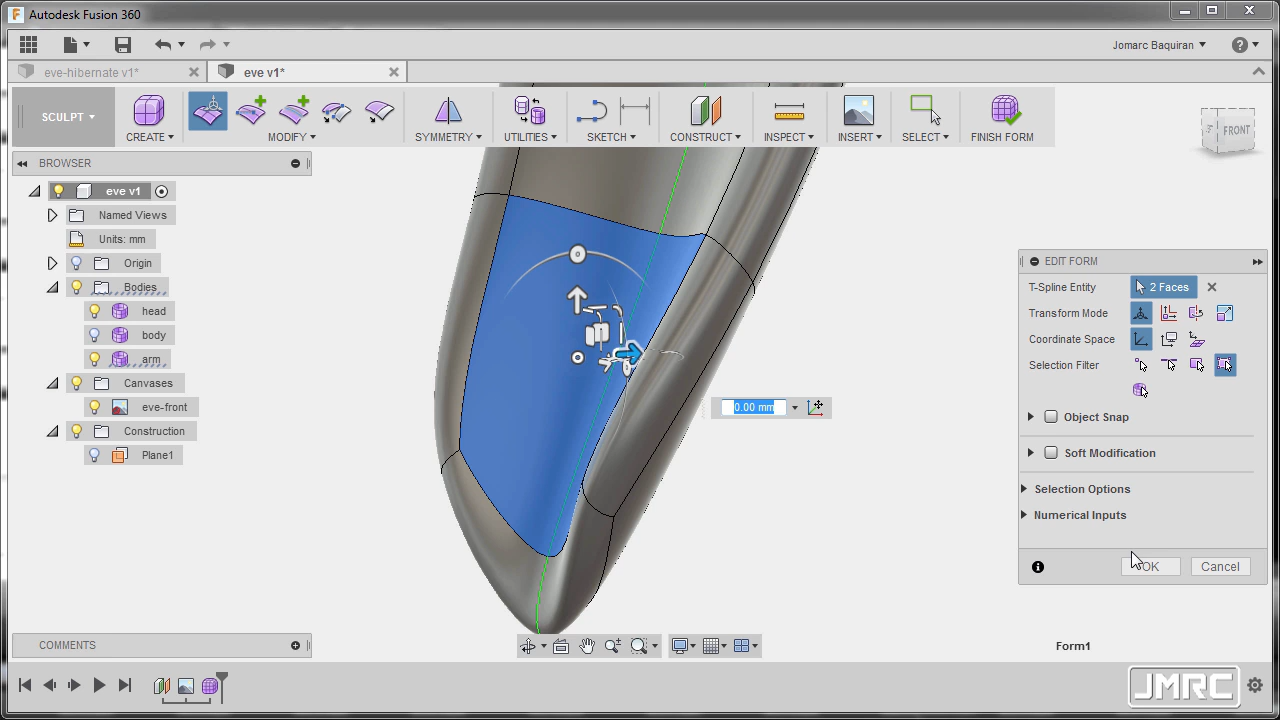 Autodesk Fusion 360
Jomarc Baquiran
eve-hibernate v1*
eve v1*
SCULPT
CREATE
MODIFY
SYMMETRY
UTILITIES
SKETCH
CONSTRUCT
INSPECT
INSERT
SELECT
FINISH FORM
FRONT
BROWSER
eve v1
Named Views
Units: mm
Origin
Bodies
head
body
arm
Canvases
eve-front
Construction
Plane1
0.00 mm
EDIT FORM
T-Spline Entity
2 Faces
Transform Mode
Coordinate Space
Selection Filter
Object Snap
Soft Modification
Selection Options
Numerical Inputs
OK
Cancel
COMMENTS
Form1
JMRC